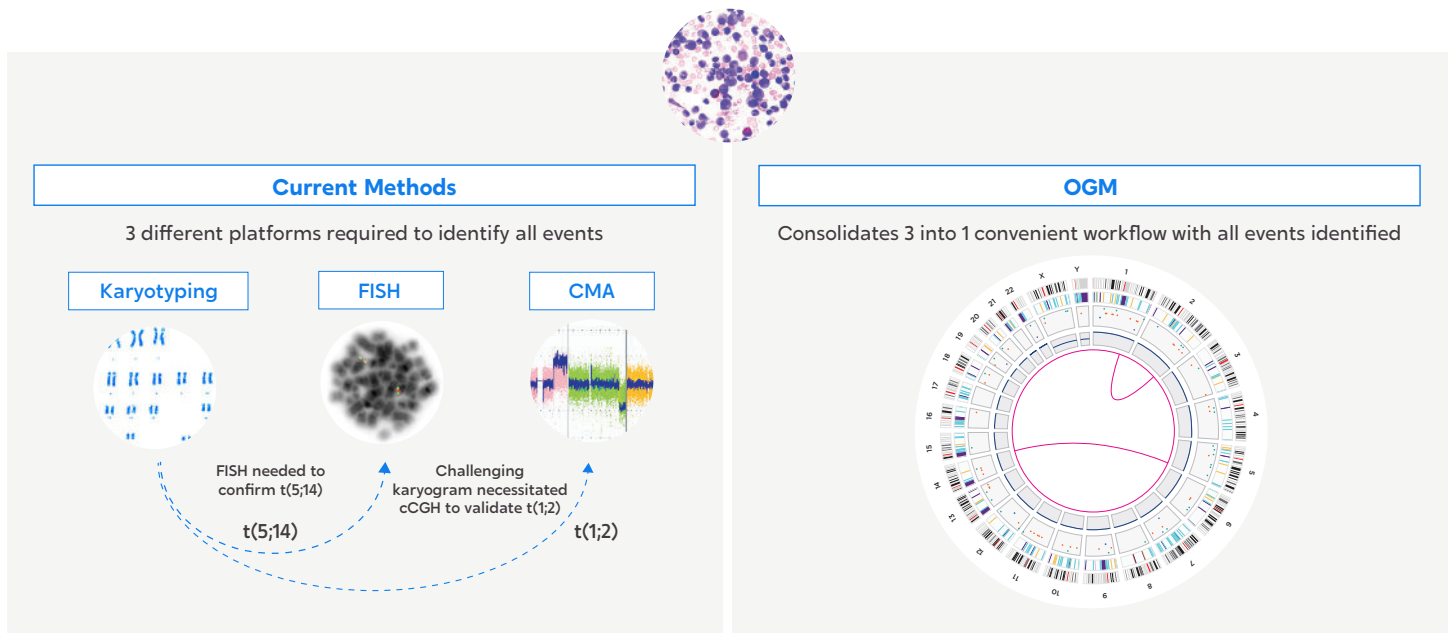 Current Methods
3 different platforms required to identify all events
Karyotyping
FISH
CMA
FISH needed to
confirm t(5;14)
t(5;14)
Challenging
karyogram necessitated
cCGH to validate t(1;2)
t(1;2)
OGM
Consolidates 3 into 1 convenient workflow with all events identified
1
2
3
4
5
6
7
8
9
10
11
12
13
14
15
16
17
18
19
20
21
22
X
Y